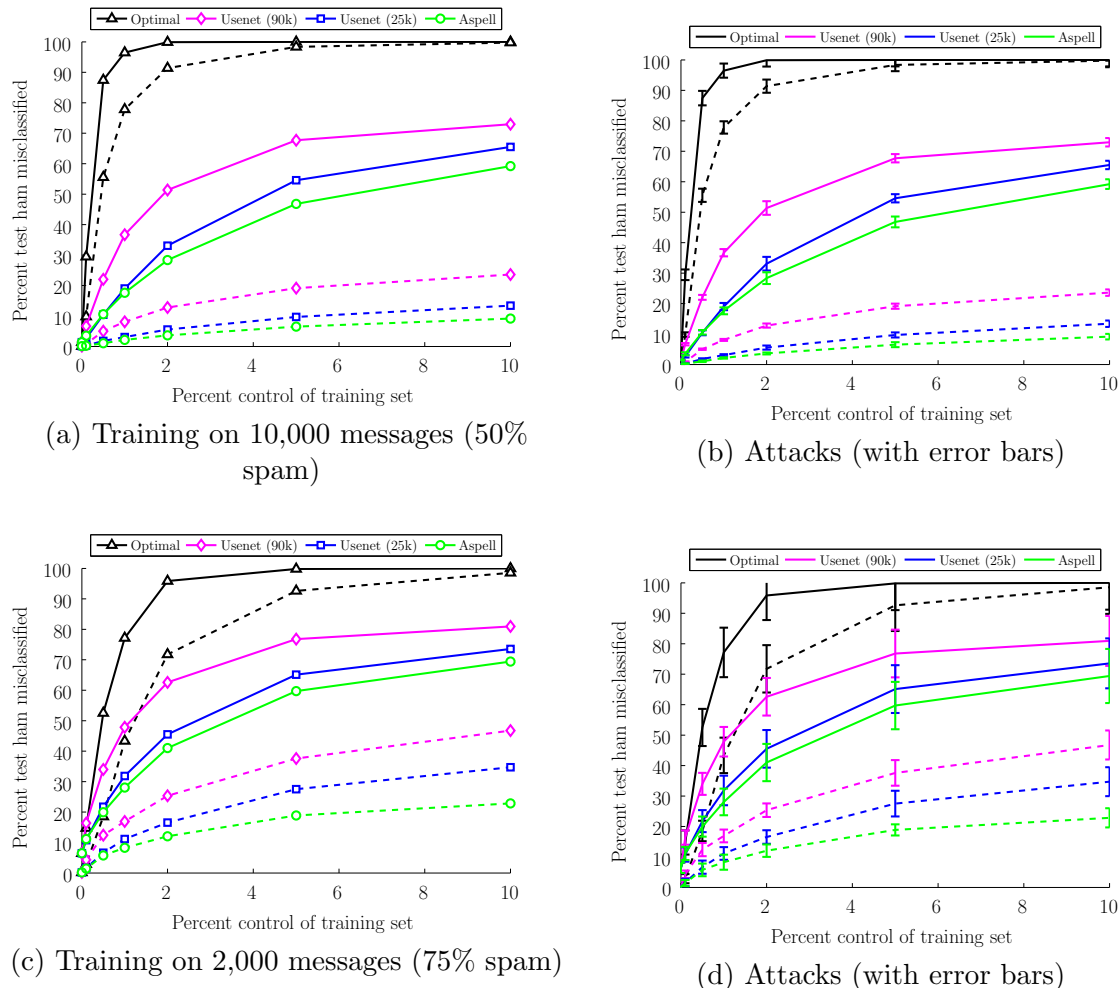 Optimal Usenet (90k) Usenet (25k) Aspell
Percent test ham misclassified
100
90
80
70
60
50
40
30
20
10
0
0 2 4 6 8 10
Percent control of training set
(a) Training on 10,000 messages (50%
spam)
Optimal Usenet (90k) Usenet (25k) Aspell
Percent test ham misclassified
100
90
80
70
60
50
40
30
20
10
0
0 2 4 6 8 10
Percent control of training set
(b) Attacks (with error bars)
Optimal Usenet (90k) Usenet (25k) Aspell
Percent test ham misclassified
100
90
80
70
60
50
40
30
20
10
0
0 2 4 6 8 10
Percent control of training set
(c) Training on 2,000 messages (75% spam)
Optimal Usenet (90k) Usenet (25k) Aspell
Percent test ham misclassified
100
90
80
70
60
50
40
30
20
10
0
0 2 4 6 8 10
Percent control of training set
(d) Attacks (with error bars)